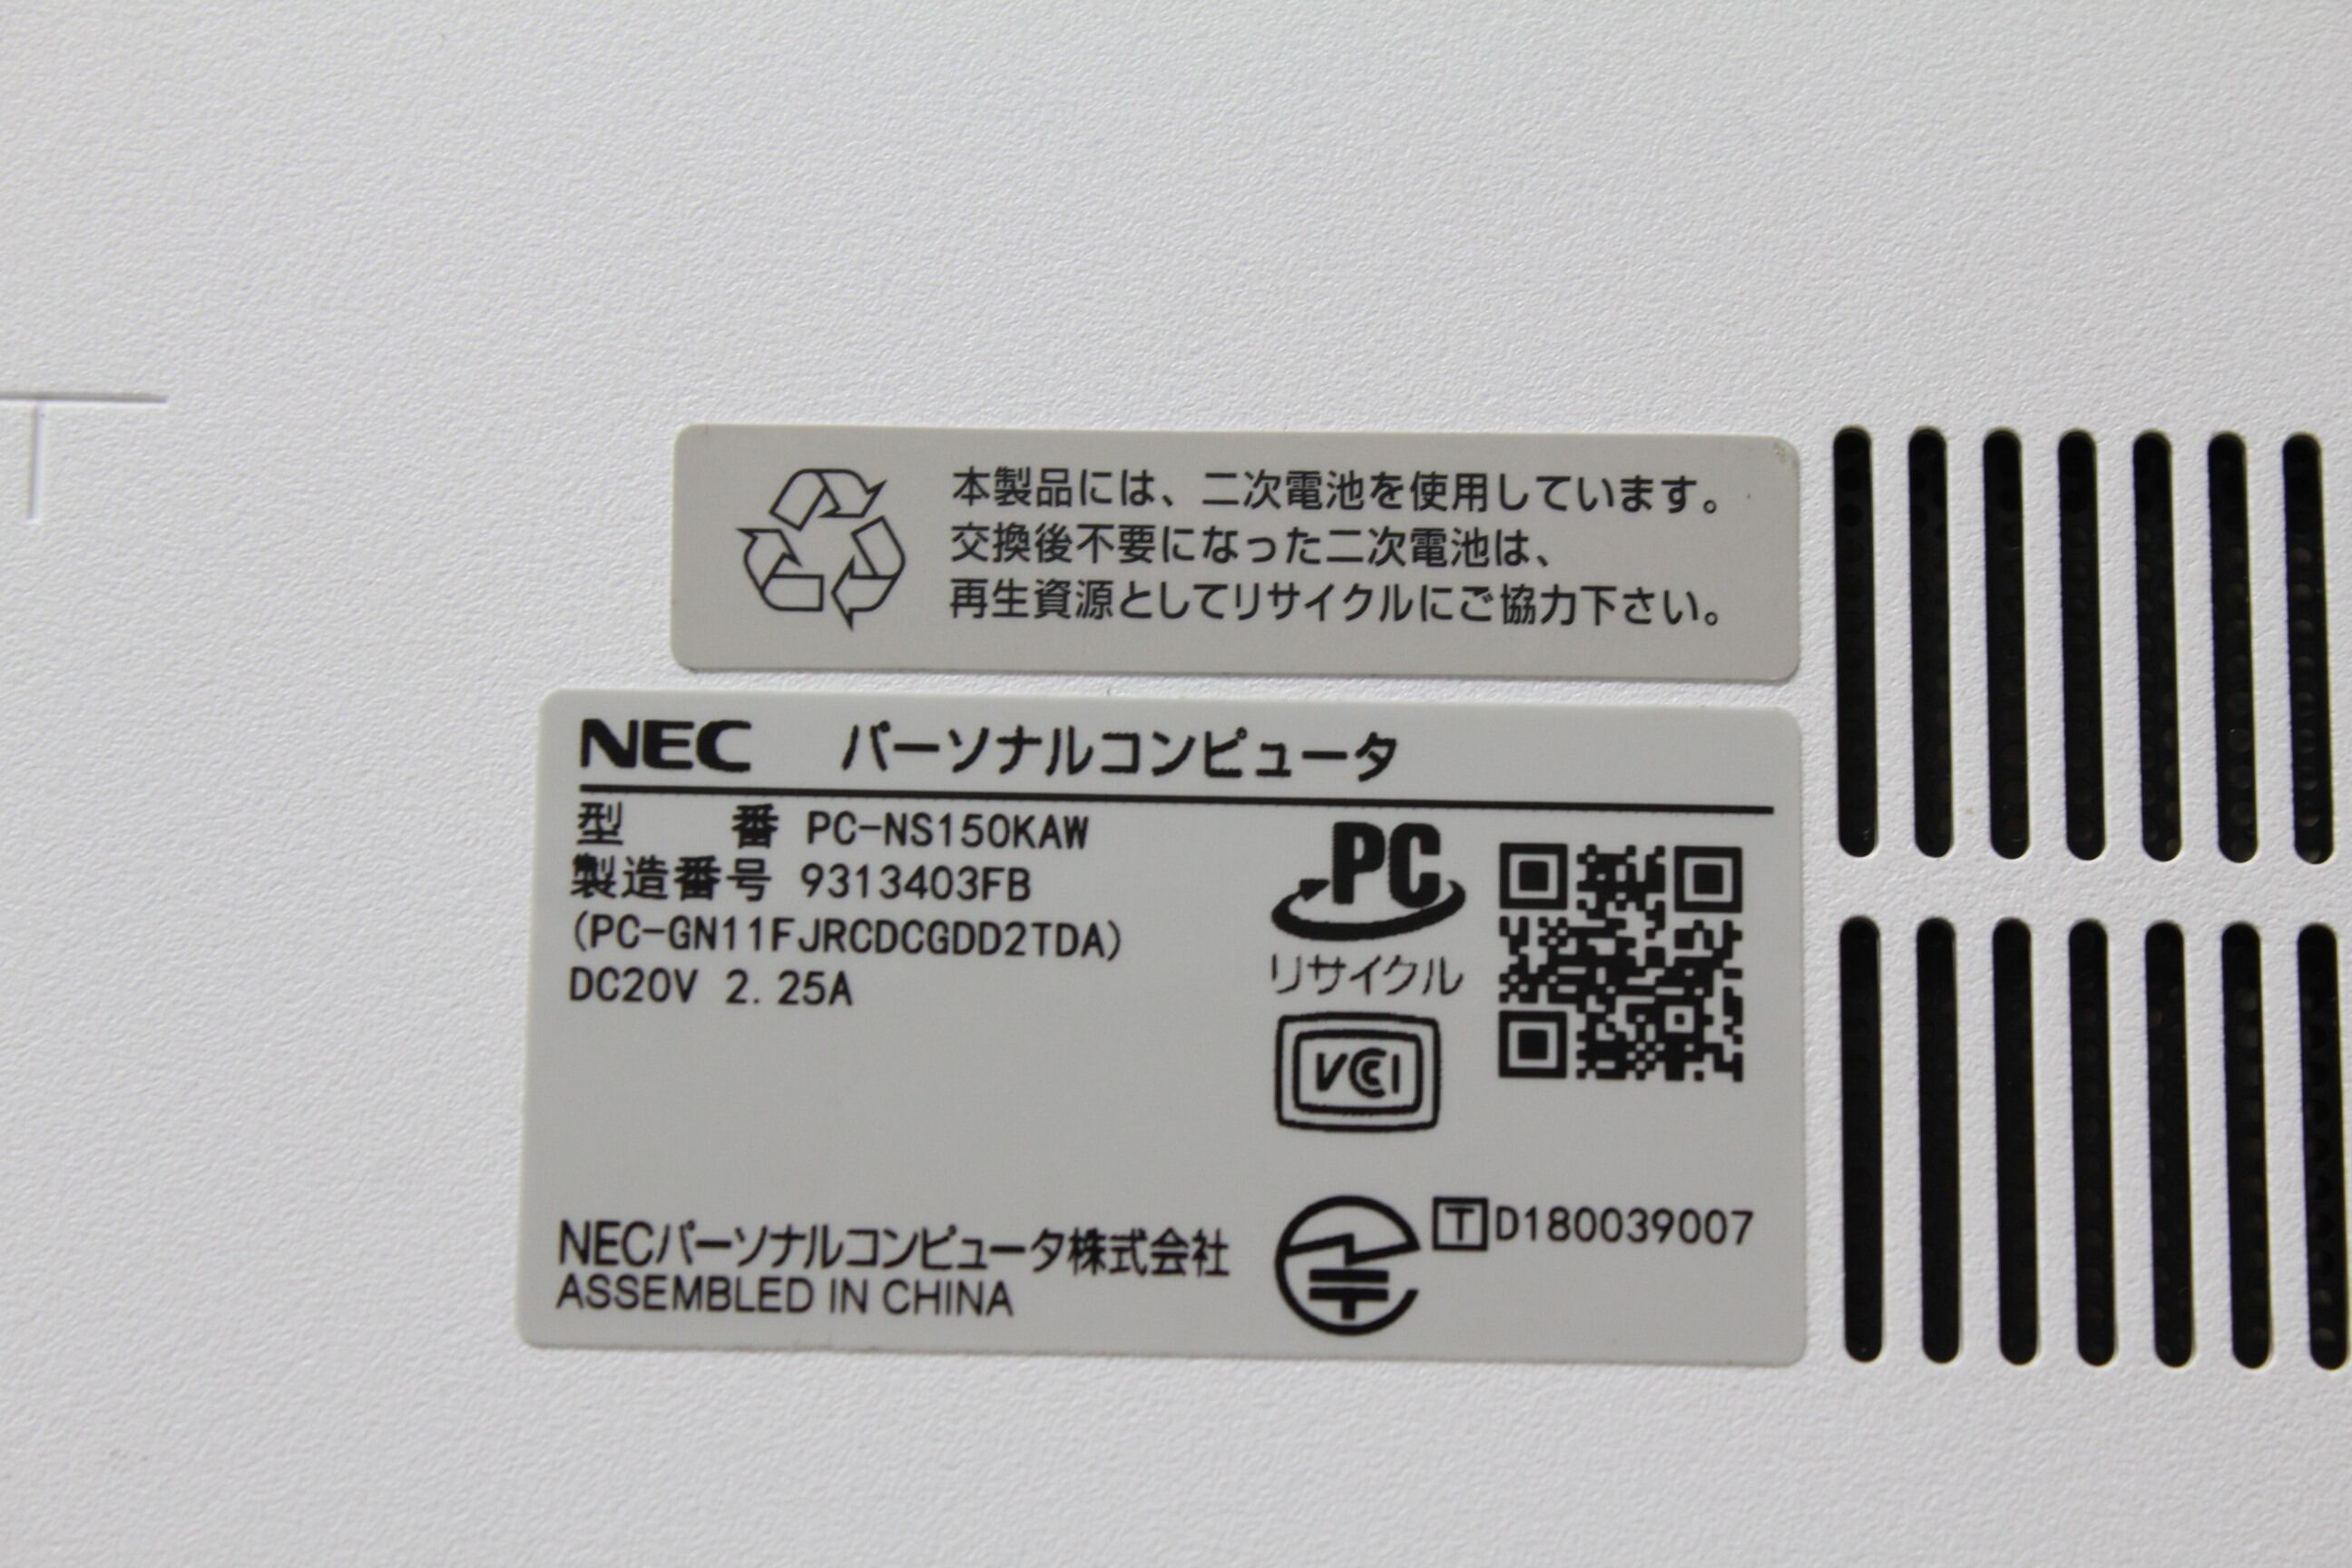 本製品には、二次電池を使用しています。
交換後不要になった二次電池は、
再生資源としてリサイクルにご協力下さい。
NEC パーソナルコンピュータ
型 番 PC-NS150KAW
製造番号 9313403FB
(PC-GN11FJRCDCGDD2TDA)
DC20V 2.25A
PC
リサイクル
VCCI
T D180039007
NECパーソナルコンピュータ株式会社
ASSEMBLED IN CHINA